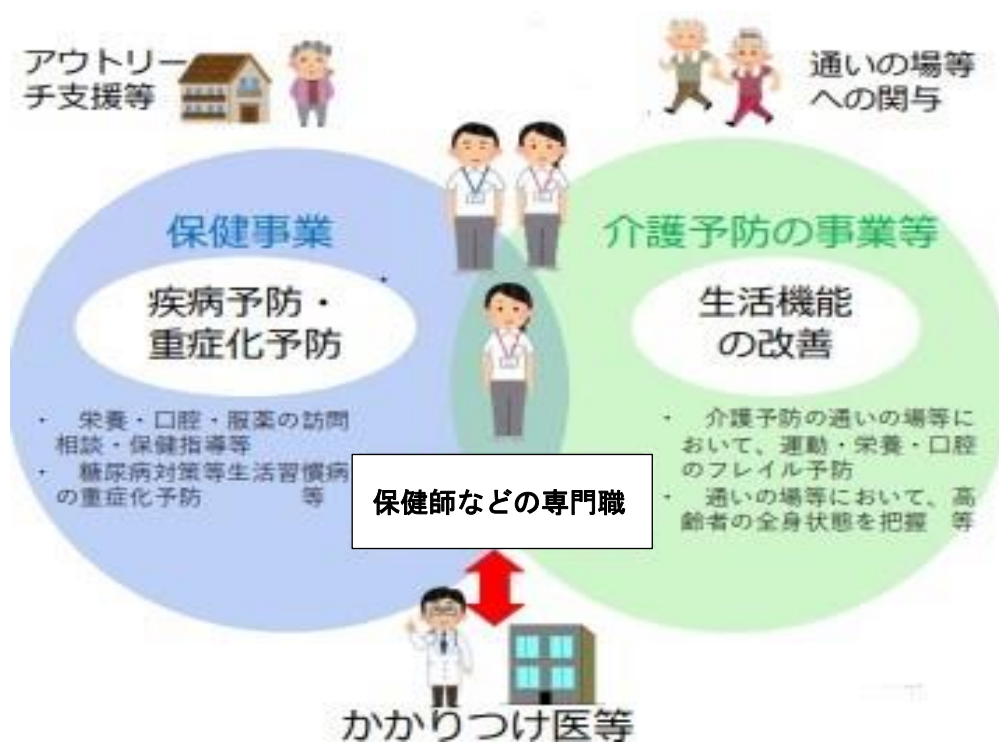 アウトリー
チ支援等
通いの場等
への関与
保健事業
疾病予防・
重症化予防
・ 栄養・口腔・服薬の訪問
相談・保健指導等
・ 糖尿病対策等生活習慣病
の重症化予防 等
介護予防の事業等
生活機能
の改善
・ 介護予防の通いの場等に
おいて、運動・栄養・口腔
のフレイル予防
・ 通いの場等において、高
齢者の全身状態を把握 等
保健師などの専門職
かかりつけ医等